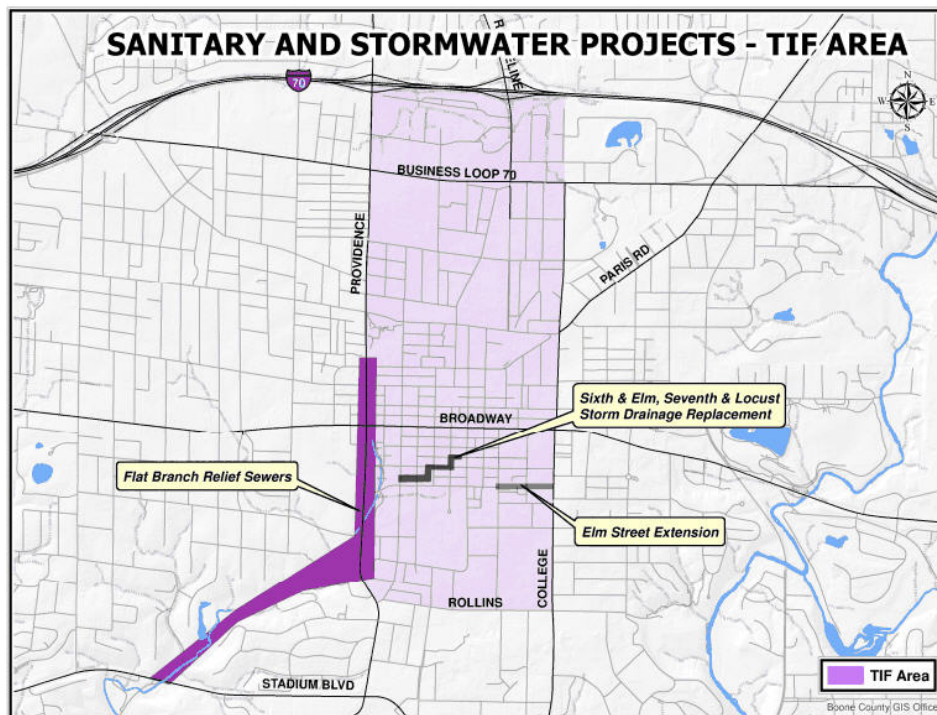 SANITARY AND STORMWATER PROJECTS - TIF AREA
70
N
W E
S
BUSINESS LOOP 70
PROVIDENCE
PARIS RD
Sixth & Elm, Seventh & Locust
Storm Drainage Replacement
BROADWAY
Flat Branch Relief Sewers
Elm Street Extension
COLLEGE
ROLLINS
STADIUM BLVD
TIF Area
Boone County GIS Office